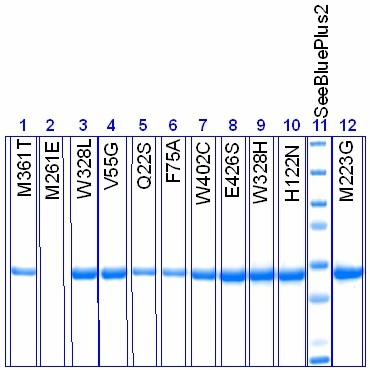 SeeBluePlus2
1 2 3 4 5 6 7 8 9 10 11 12
M361T
M261E
W328L
V55G
Q22S
F75A
W402C
E426S
W328H
H122N
M223G